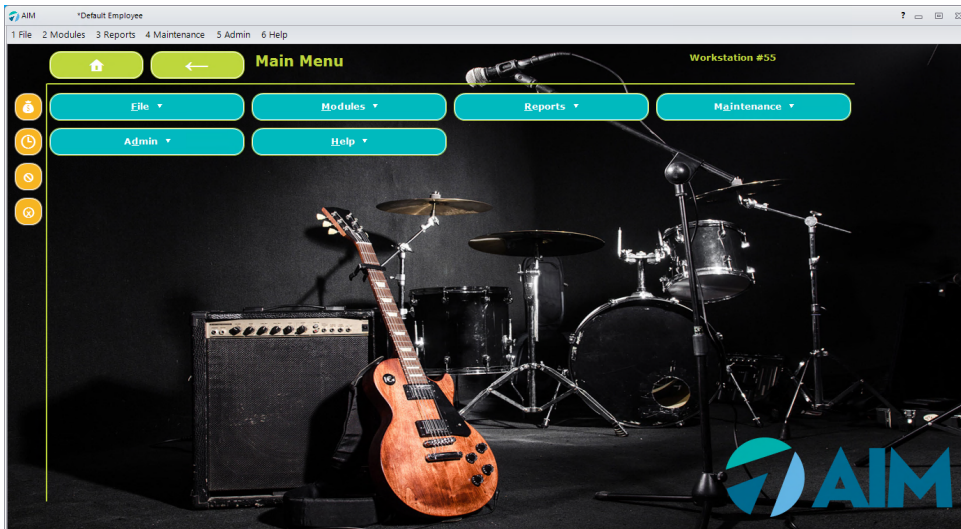 AIM *Default Employee ?
1 File 2 Modules 3 Reports 4 Maintenance 5 Admin 6 Help
Main Menu
Workstation #55
File ▼ Modules ▼ Reports ▼ Maintenance ▼
Admin ▼ Help ▼
AIM